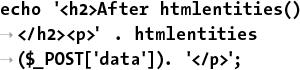 echo '<h2>After htmlentities()
→</h2><p>' . htmlentities
→($_POST['data']). '</p>';